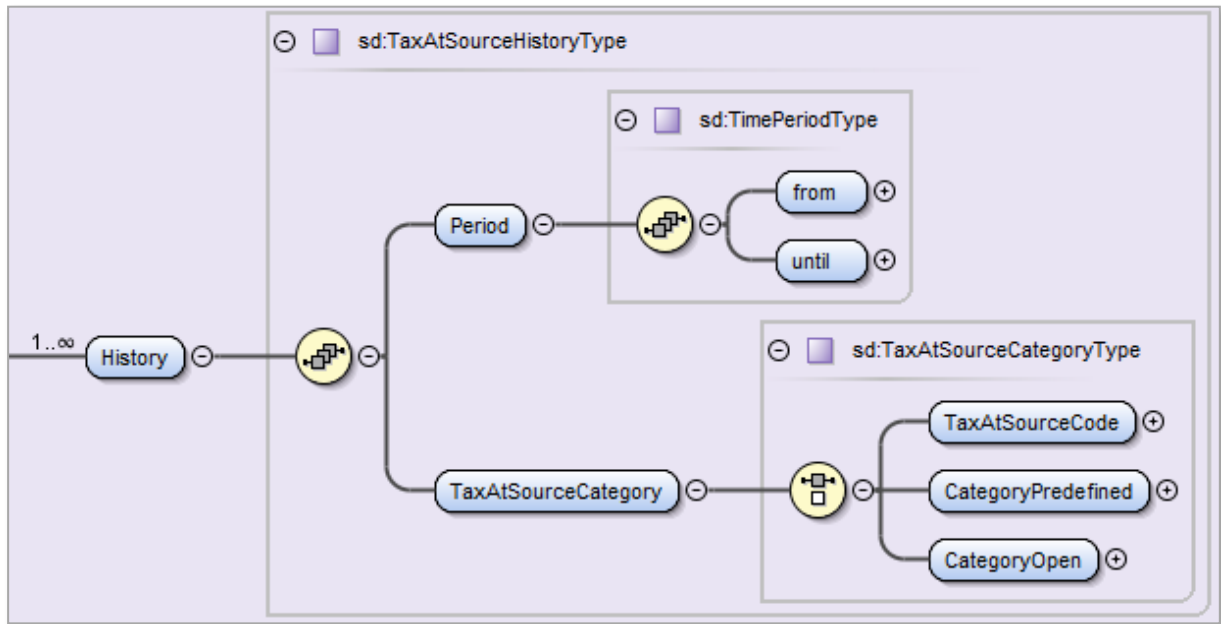 sd:TaxAtSourceHistoryType
sd:TimePeriodType
from
Period
until
1..∞
History
sd:TaxAtSourceCategoryType
TaxAtSourceCode
TaxAtSourceCategory
CategoryPredefined
CategoryOpen